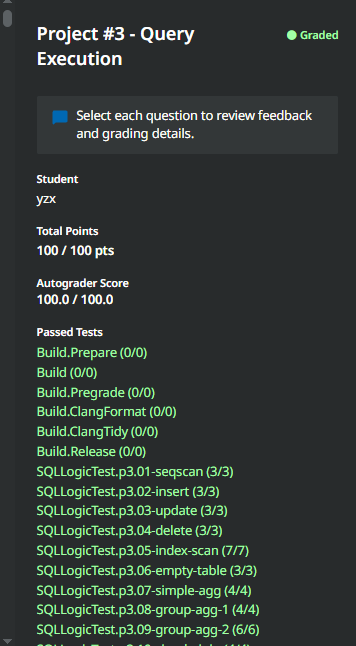 Project #3 - Query
Execution
Graded
Select each question to review feedback
and grading details.
Student
yzx
Total Points
100 / 100 pts
Autograder Score
100.0 / 100.0
Passed Tests
Build.Prepare (0/0)
Build (0/0)
Build.Pregrade (0/0)
Build.ClangFormat (0/0)
Build.ClangTidy (0/0)
Build.Release (0/0)
SQLLogicTest.p3.01-seqscan (3/3)
SQLLogicTest.p3.02-insert (3/3)
SQLLogicTest.p3.03-update (3/3)
SQLLogicTest.p3.04-delete (3/3)
SQLLogicTest.p3.05-index-scan (7/7)
SQLLogicTest.p3.06-empty-table (3/3)
SQLLogicTest.p3.07-simple-agg (4/4)
SQLLogicTest.p3.08-group-agg-1 (4/4)
SQLLogicTest.p3.09-group-agg-2 (6/6)